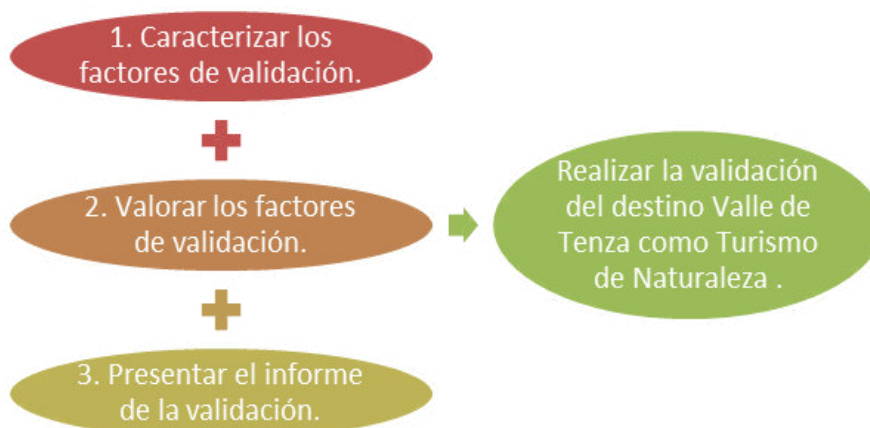 1. Caracterizar los
factores de validación.
2. Valorar los factores
de validación.
3. Presentar el informe
de la validación.
Realizar la validación
del destino Valle de
Tenza como Turismo
de Naturaleza .